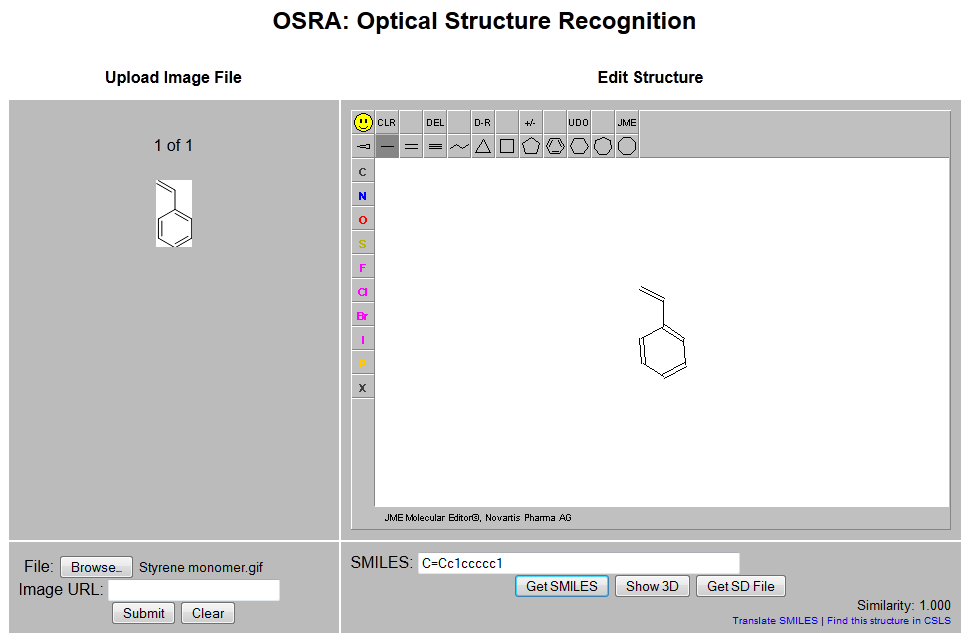 OSRA: Optical Structure Recognition
Upload Image File
Edit Structure
1 of 1
CLR DEL D-R +/- UDO JME
C
N
O
S
F
Cl
Br
I
P
X
JME Molecular Editor©, Novartis Pharma AG
File: Browse... Styrene monomer.gif
Image URL:
Submit Clear
SMILES: C=Cc1ccccc1
Get SMILES Show 3D Get SD File
Similarity: 1.000
Translate SMILES | Find this structure in CSLS